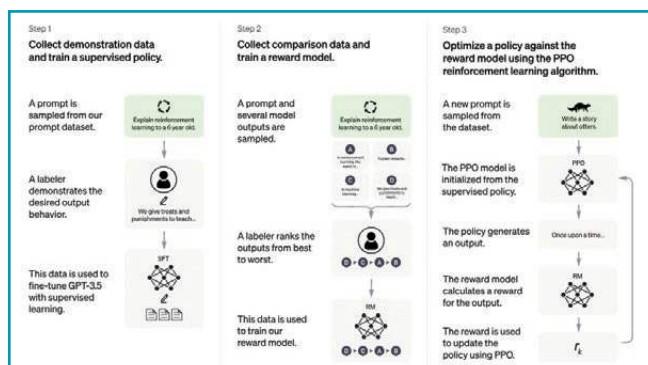 Step 1
Collect demonstration data
and train a supervised policy.
A prompt is
sampled from our
prompt dataset.
Explain reinforcement
learning to a 6 year old.
A labeler
demonstrates the
desired output
behavior.
We give treats and
punishments to teach...
This data is used to
fine-tune GPT-3.5
with supervised
learning.
SFT
Step 2
Collect comparison data and
train a reward model.
A prompt and
several model
outputs are
sampled.
Explain reinforcement
learning to a 6 year old.
A
B
C
D
A labeler ranks the
outputs from best
to worst.
D > C > A > B
This data is used
to train our
reward model.
RM
D > C > A > B
Step 3
Optimize a policy against the
reward model using the PPO
reinforcement learning algorithm.
A new prompt is
sampled from
the dataset.
Write a story
about otters.
The PPO model is
initialized from the
supervised policy.
PPO
The policy generates
an output.
Once upon a time...
The reward model
calculates a reward
for the output.
RM
The reward is used
to update the
policy using PPO.
rk